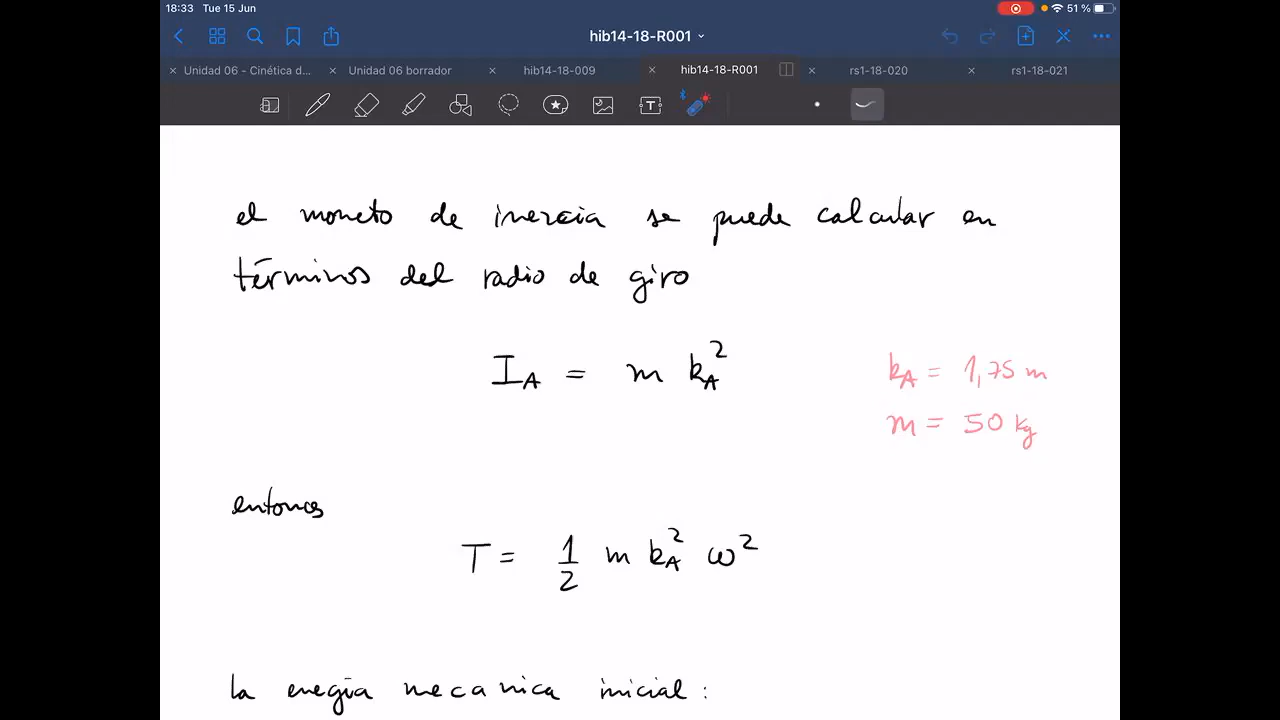 18:33 Tue 15 Jun 51 %
hib14-18-R001
Unidad 06 - Cinética d... Unidad 06 borrador hib14-18-009 hib14-18-R001 rs1-18-020 rs1-18-021
el moneto de inercia se puede calcular en
términos del radio de giro
I_A = m k_A^2
k_A = 1,75 m
m = 50 kg
entonces
T = 1/2 m k_A^2 ω^2
la enegia mecanica inicial :